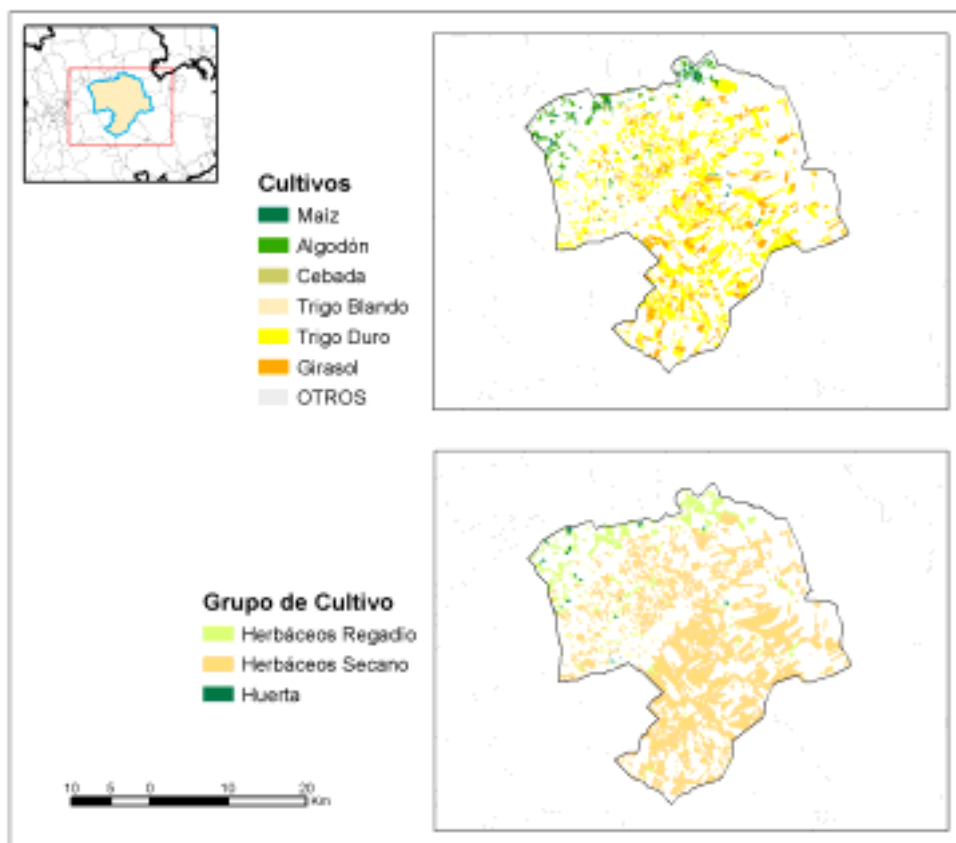 Cultivos
Maiz
Algodón
Cebada
Trigo Blando
Trigo Duro
Girasol
OTROS
Grupo de Cultivo
Herbáceos Regadío
Herbáceos Secano
Huerta
10 5 0 10 20
Km